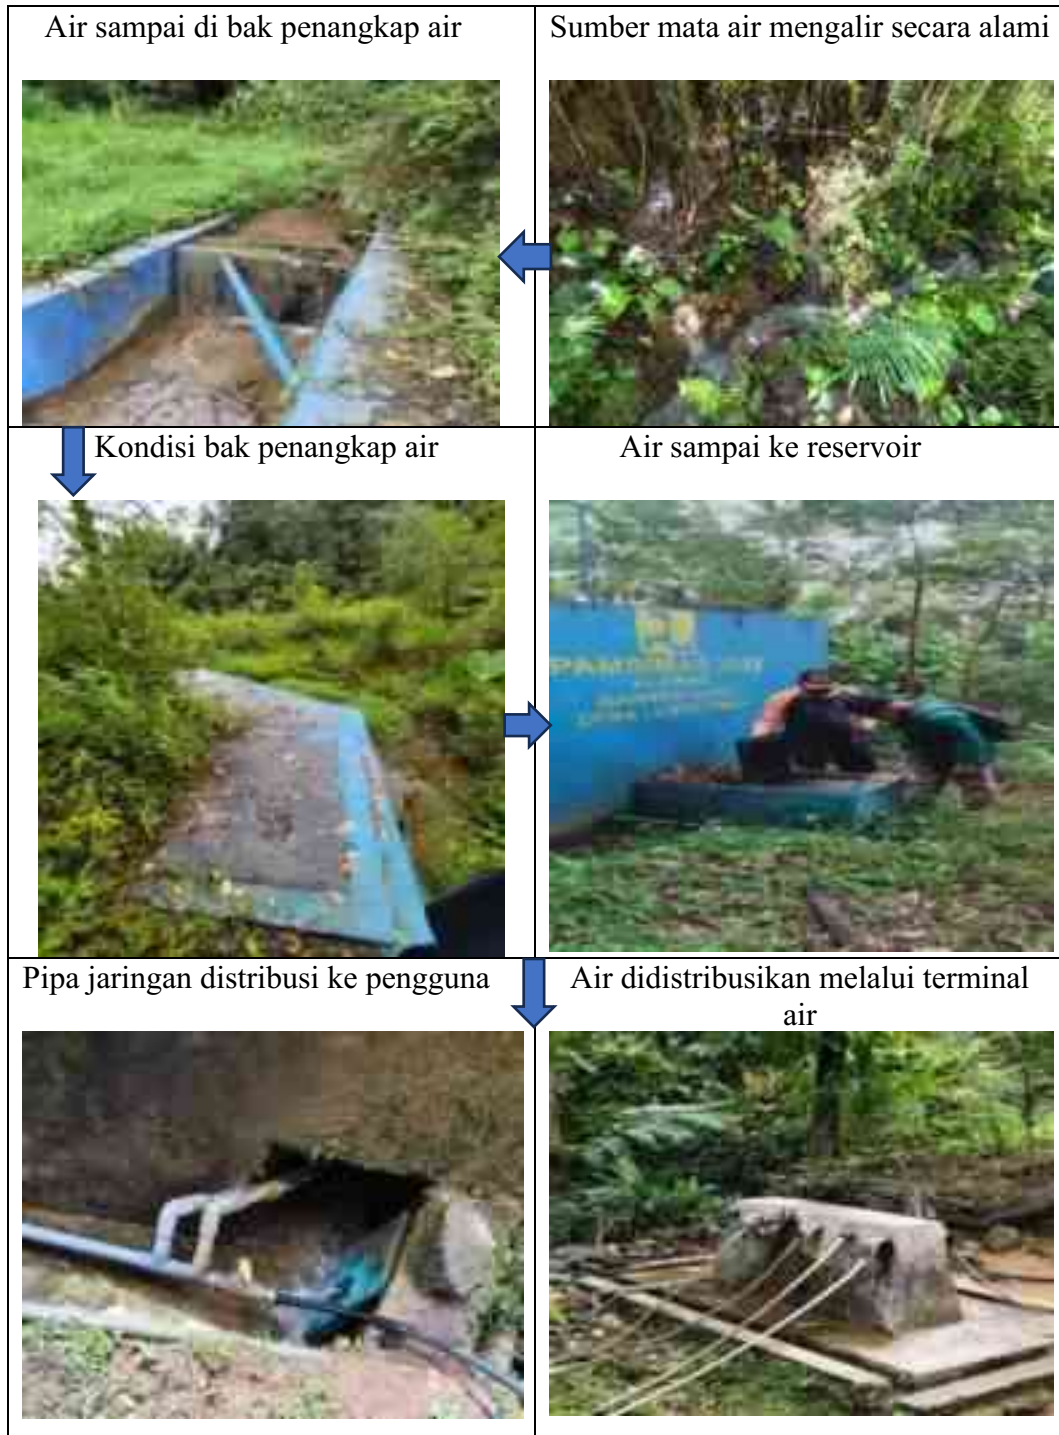 Air sampai di bak penangkap air
Sumber mata air mengalir secara alami
Kondisi bak penangkap air
Air sampai ke reservoir
Pipa jaringan distribusi ke pengguna
Air didistribusikan melalui terminal
air